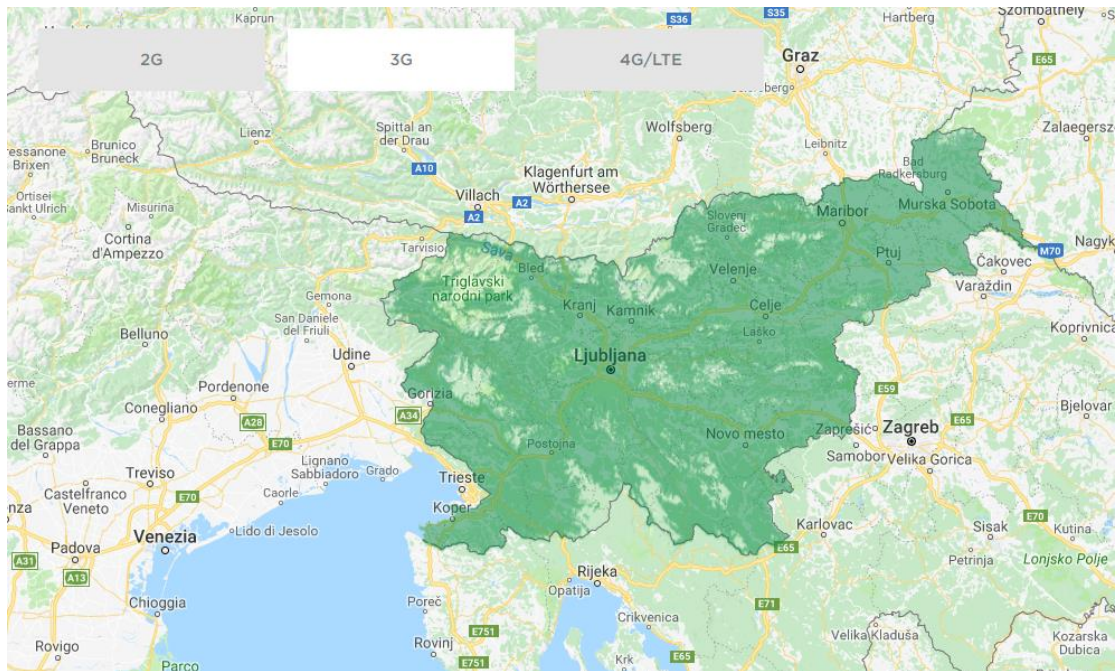 Kaprun
S36
S35
Hartberg
Szombathely
2G
3G
4G/LTE
Graz
E65
Lienz
Spittal an
der Drau
Wolfsberg
Leibnitz
Zalaegersz
Brunico
Bruneck
ressanone
Brixen
A10
Klagenfurt am
Wörthersee
Bad
Radkersburg
Ortisei
Sankt Ulrich
Misurina
Villach
A2
A2
Slovenj
Gradec
Maribor
Murska Sobota
Cortina
d'Ampezzo
Tarvisio
Sava
Bled
Ptuj
M70
Nagyk
Čakovec
Triglavski
narodni park
Velenje
Varaždin
Gemona
Kranj
Kamnik
Celje
San Daniele
del Friuli
Laško
Koprivnica
Belluno
Udine
Ljubljana
Pordenone
Gorizia
E59
Conegliano
A28
A34
E65
Bjelovar
Bassano
del Grappa
E70
Postojna
Novo mesto
Zaprešić
Zagreb
Samobor
Velika Gorica
Treviso
Lignano
Sabbiadoro
Grado
Trieste
Castelfranco
Veneto
E70
Caorle
Koper
E70
Venezia
Lido di Jesolo
Karlovac
Sisak
Kutina
Padova
A31
A13
E65
Petrinja
Lonjsko Polje
Rijeka
Opatija
Chioggia
Poreč
Crikvenica
E71
Rovigo
Rovinj
E751
E751
Krk
E65
Velika Kladuša
Kozarska
Dubica
Parco